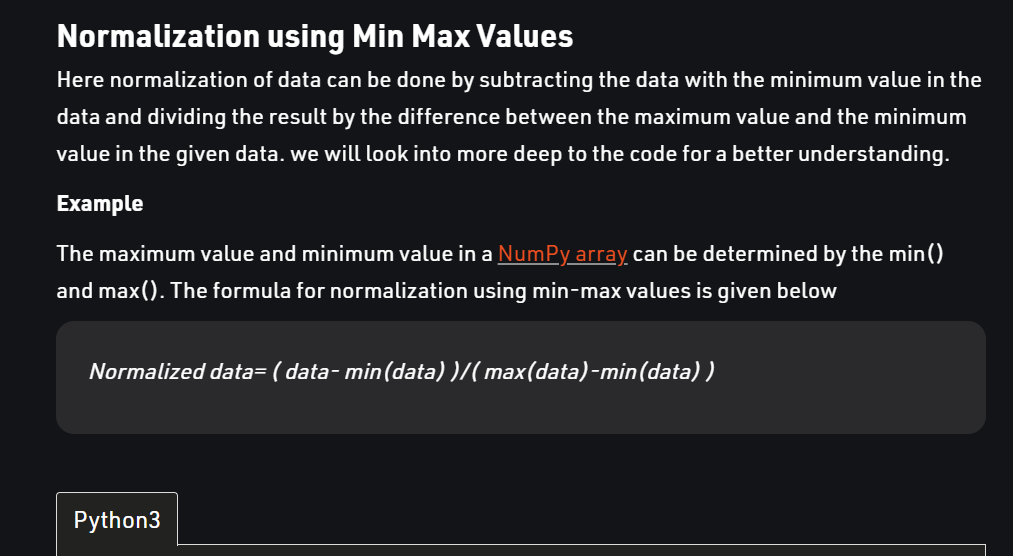 Normalization using Min Max Values
Here normalization of data can be done by subtracting the data with the minimum value in the
data and dividing the result by the difference between the maximum value and the minimum
value in the given data. we will look into more deep to the code for a better understanding.
Example
The maximum value and minimum value in a NumPy array can be determined by the min()
and max(). The formula for normalization using min-max values is given below
Normalized data= ( data- min(data) )/( max(data)-min(data) )
Python3